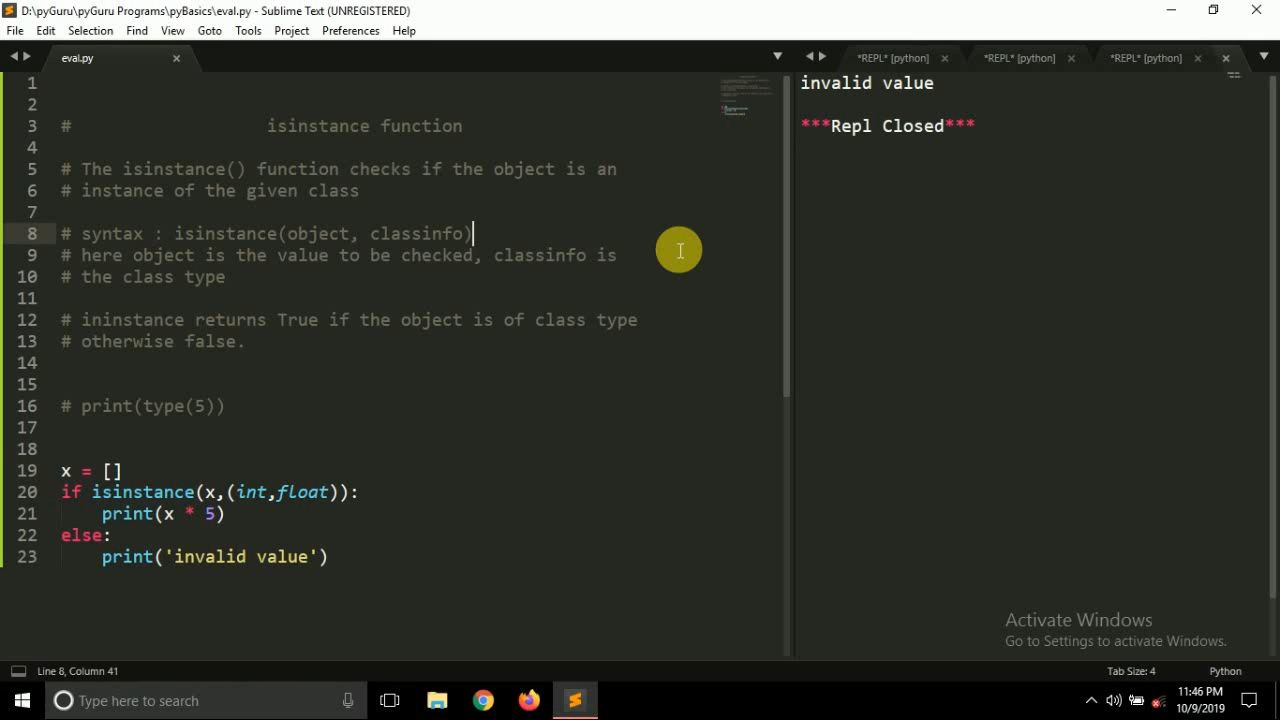 D:\pyGuru Programs\pyBasics\eval.py - Sublime Text (UNREGISTERED)
File Edit Selection Find View Goto Tools Project Preferences Help
eval.py
*REPL* [python] *REPL* [python] *REPL* [python]
1
2
3 # isinstance function
4
5 # The isinstance() function checks if the object is an
6 # instance of the given class
7
8 # syntax : isinstance(object, classinfo)
9 # here object is the value to be checked, classinfo is
10 # the class type
11
12 # ininstance returns True if the object is of class type
13 # otherwise false.
14
15
16 # print(type(5))
17
18
19 x = []
20 if isinstance(x,(int,float)):
21 print(x * 5)
22 else:
23 print('invalid value')
invalid value
***Repl Closed***
Activate Windows
Go to Settings to activate Windows.
Line 8, Column 41
Tab Size: 4
Python
Type here to search
11:46 PM
10/9/2019